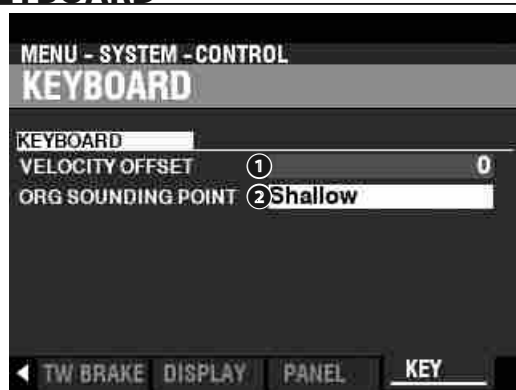 MENU - SYSTEM - CONTROL
KEYBOARD
KEYBOARD
VELOCITY OFFSET ① 0
ORG SOUNDING POINT ② Shallow
◀ TW BRAKE DISPLAY PANEL KEY